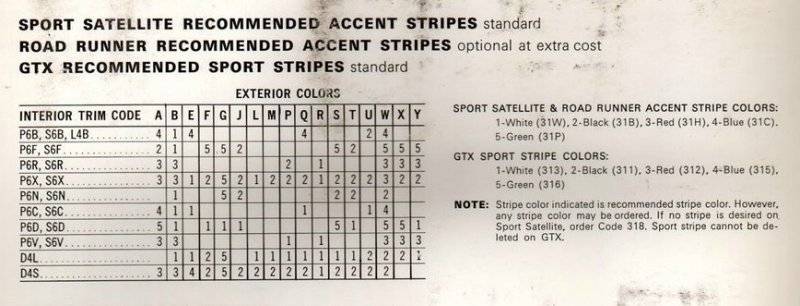 SPORT SATELLITE RECOMMENDED ACCENT STRIPES standard
ROAD RUNNER RECOMMENDED ACCENT STRIPES optional at extra cost
GTX RECOMMENDED SPORT STRIPES standard
EXTERIOR COLORS
INTERIOR TRIM CODE A B E F G J L M P Q R S T U W X Y
P6B, S6B, L4B............ 4 1 4 4 2 4
P6F, S6F.................... 2 1 5 5 2 5 2 5 5 5
P6R, S6R................... 3 3 2 1 3 3 3
P6X, S6X................... 3 3 1 2 5 2 1 2 2 2 1 2 2 2 3 2 2
P6N, S6N................... 1 5 2 2 2 2
P6C, S6C................... 4 1 1 1 1 4
P6D, S6D................... 5 1 1 1 1 5 1 5 5 1
P6V, S6V................... 3 3 1 1 3 3 3
D4L.......................... 1 1 2 5 1 1 1 1 1 1 1 2 2 2 1
D4S.......................... 3 3 4 2 5 2 2 2 2 1 2 2 2 2 2
SPORT SATELLITE & ROAD RUNNER ACCENT STRIPE COLORS:
1-White (31W), 2-Black (31B), 3-Red (31H), 4-Blue (31C),
5-Green (31P)
GTX SPORT STRIPE COLORS:
1-White (313), 2-Black (311), 3-Red (312), 4-Blue (315),
5-Green (316)
NOTE: Stripe color indicated is recommended stripe color. However,
any stripe color may be ordered. If no stripe is desired on
Sport Satellite, order Code 318. Sport stripe cannot be de-
leted on GTX.